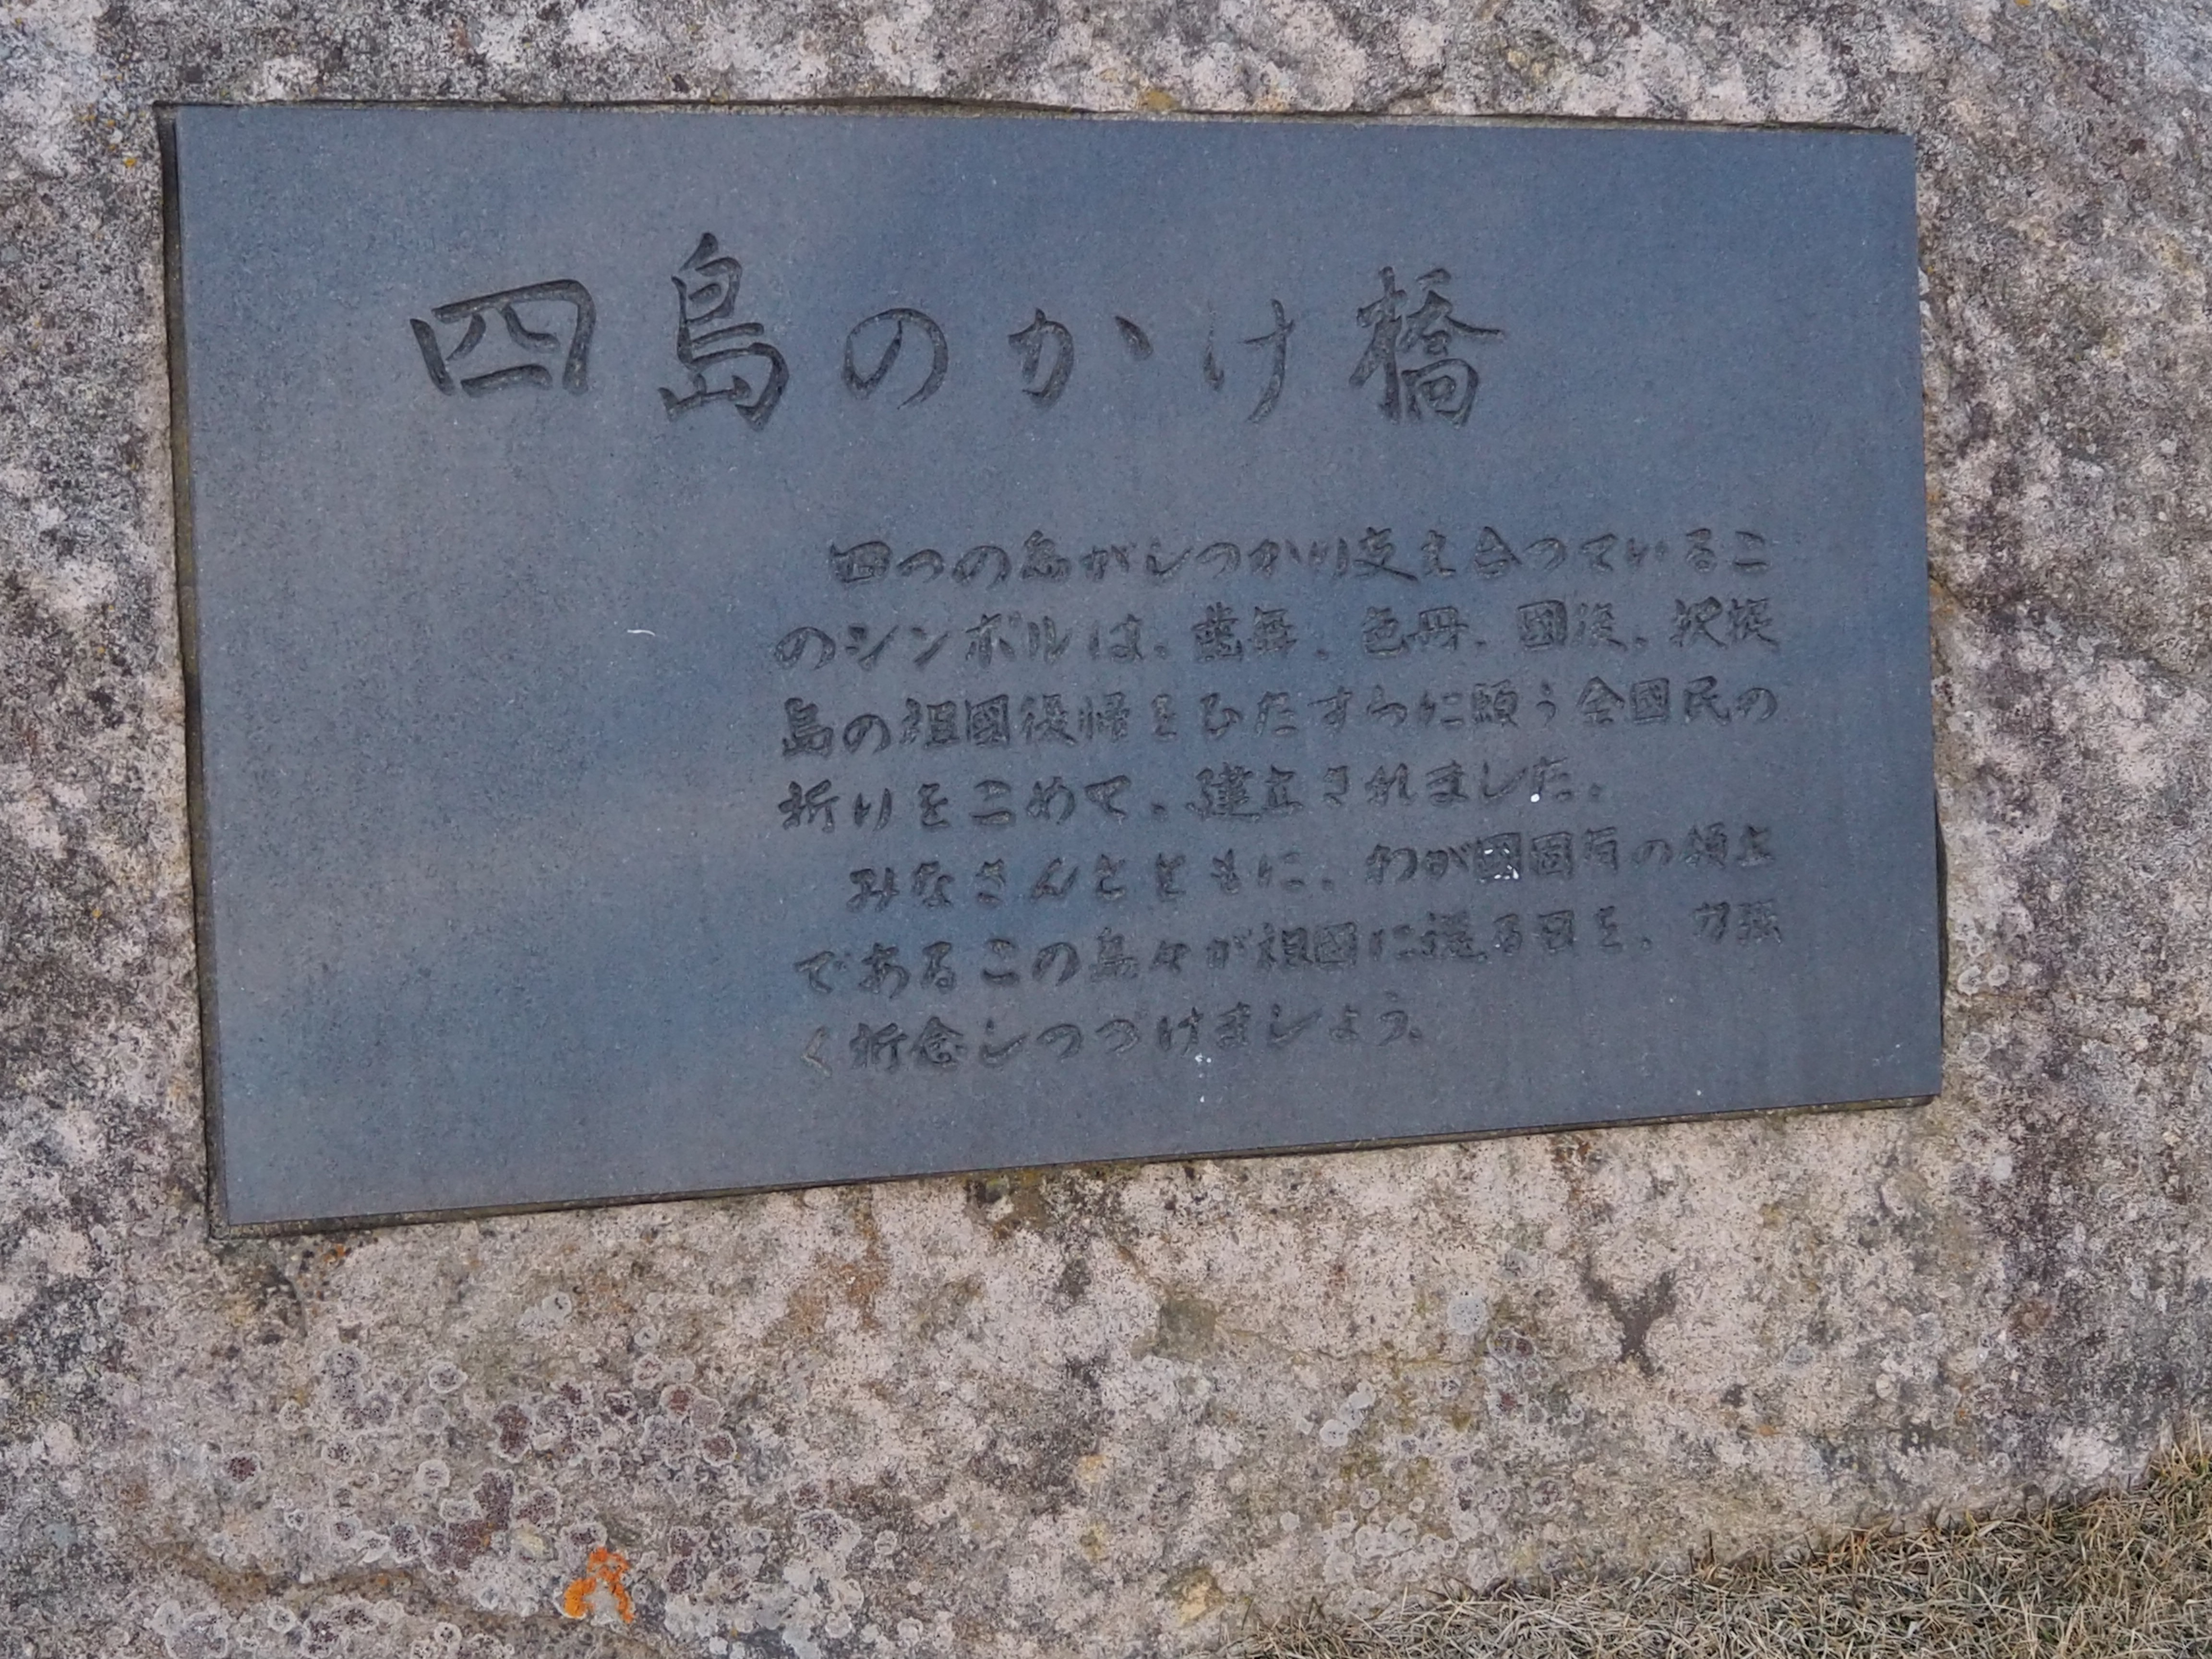 四島のかけ橋
四つの島がしっかり支え合っているこ
のシンボルは、歯舞、色丹、國後、択捉
島の祖國復帰をひたすらに願う全國民の
祈りをこめて、建立されました。
みなさんとともに、わが國固有の領土
であるこの島々が祖國に還る日を、力強
く祈念しつづけましょう。